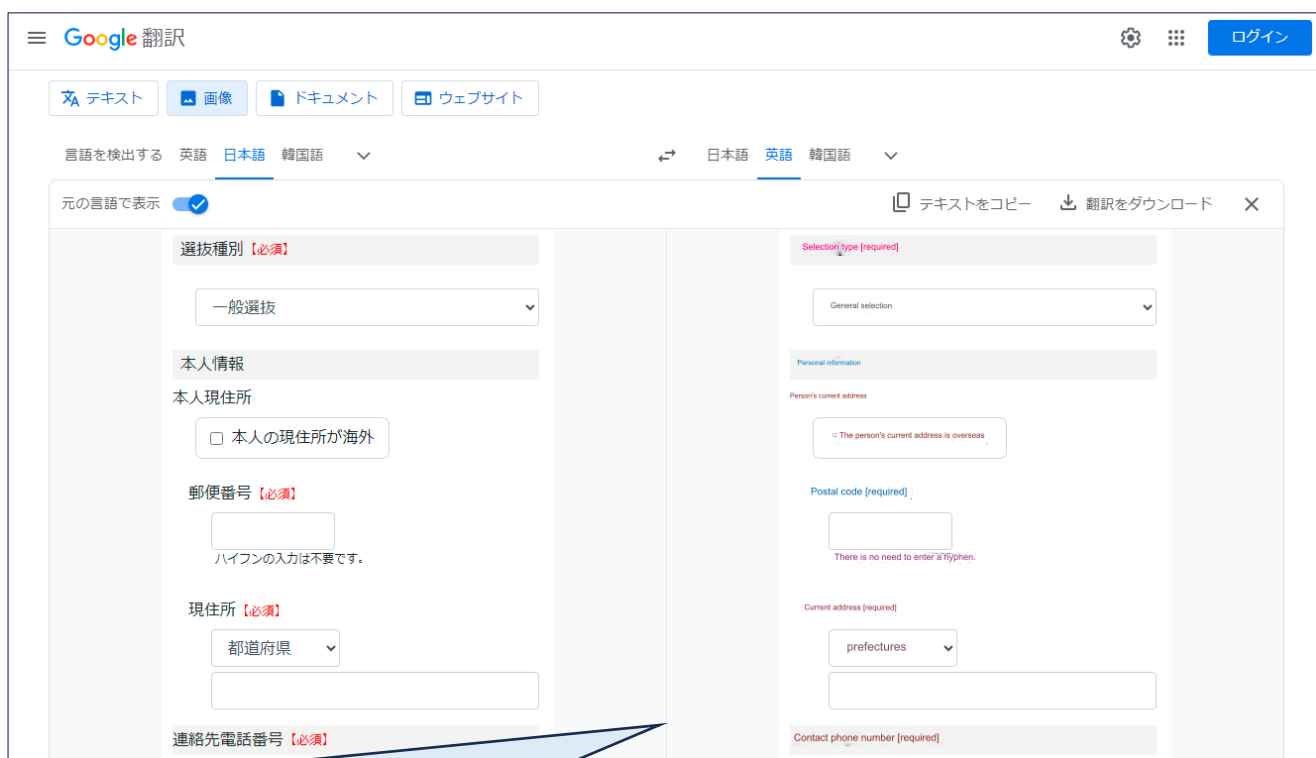 Google 翻訳
ログイン
テキスト 画像 ドキュメント ウェブサイト
言語を検出する 英語 日本語 韓国語
日本語 英語 韓国語
元の言語で表示
テキストをコピー 翻訳をダウンロード
選抜種別【必須】
一般選抜
本人情報
本人現住所
本人の現住所が海外
郵便番号【必須】
ハイフンの入力は不要です。
現住所【必須】
都道府県
連絡先電話番号【必須】
Selection type [required]
General selection
Personal information
Person's current address
The person's current address is overseas
Postal code [required]
There is no need to enter a hyphen.
Current address [required]
prefectures
Contact phone number [required]